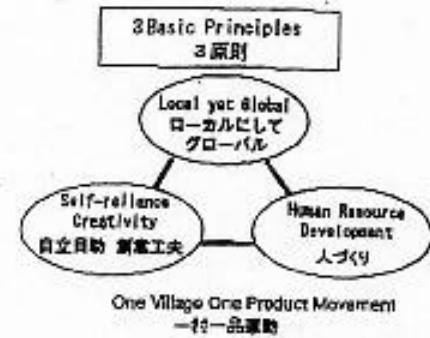 3 Basic Principles
3原則
Local yet Global
ローカルにして
グローバル
Self-reliance
Creativity
自立自助 創意工夫
Human Resource
Development
人づくり
One Village One Product Movement
一村一品運動